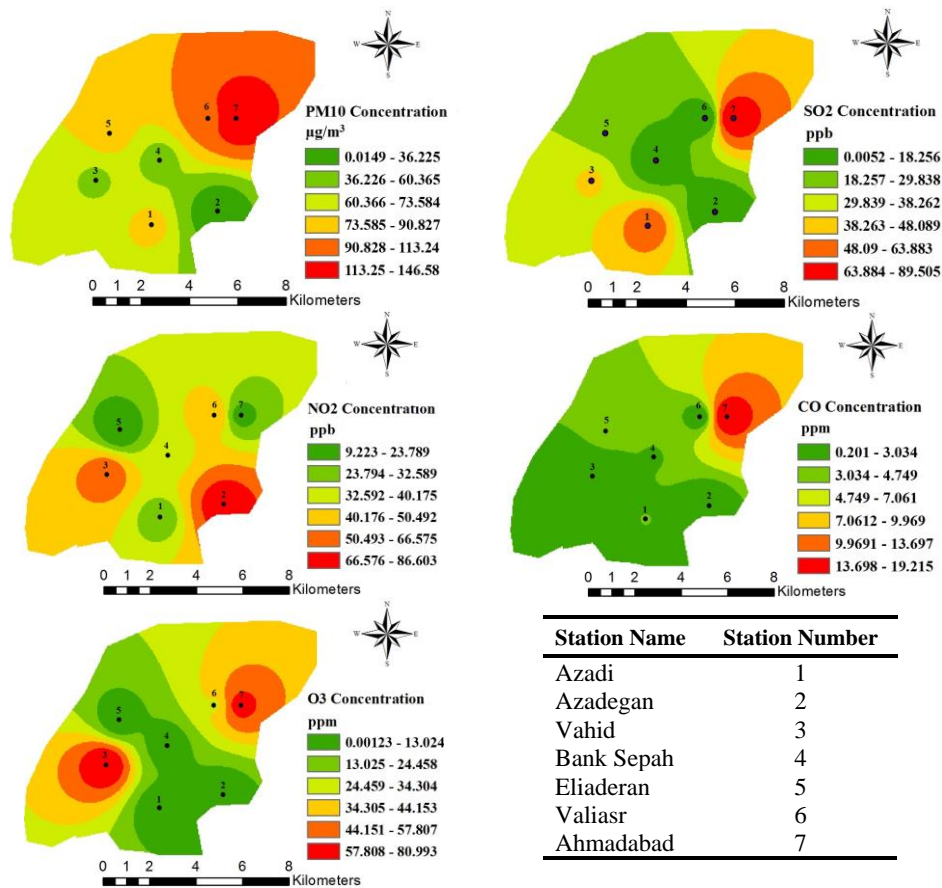 N
W E
S
5
6
7
4
3
2
1
PM10 Concentration
µg/m³
0.0149 - 36.225
36.226 - 60.365
60.366 - 73.584
73.585 - 90.827
90.828 - 113.24
113.25 - 146.58
0 1 2 4 6 8
Kilometers
N
W E
S
5
6
7
4
3
2
1
SO2 Concentration
ppb
0.0052 - 18.256
18.257 - 29.838
29.839 - 38.262
38.263 - 48.089
48.09 - 63.883
63.884 - 89.505
0 1 2 4 6 8
Kilometers
N
W E
S
5
6
7
4
3
2
1
NO2 Concentration
ppb
9.223 - 23.789
23.794 - 32.589
32.592 - 40.175
40.176 - 50.492
50.493 - 66.575
66.576 - 86.603
0 1 2 4 6 8
Kilometers
N
W E
S
5
6
7
4
3
2
1
CO Concentration
ppm
0.201 - 3.034
3.034 - 4.749
4.749 - 7.061
7.0612 - 9.969
9.9691 - 13.697
13.698 - 19.215
0 1 2 4 6 8
Kilometers
N
W E
S
5
6
7
4
3
2
1
O3 Concentration
ppm
0.00123 - 13.024
13.025 - 24.458
24.459 - 34.304
34.305 - 44.153
44.151 - 57.807
57.808 - 80.993
0 1 2 4 6 8
Kilometers
Station Name Station Number
Azadi 1
Azadegan 2
Vahid 3
Bank Sepah 4
Eliaderan 5
Valiasr 6
Ahmadabad 7